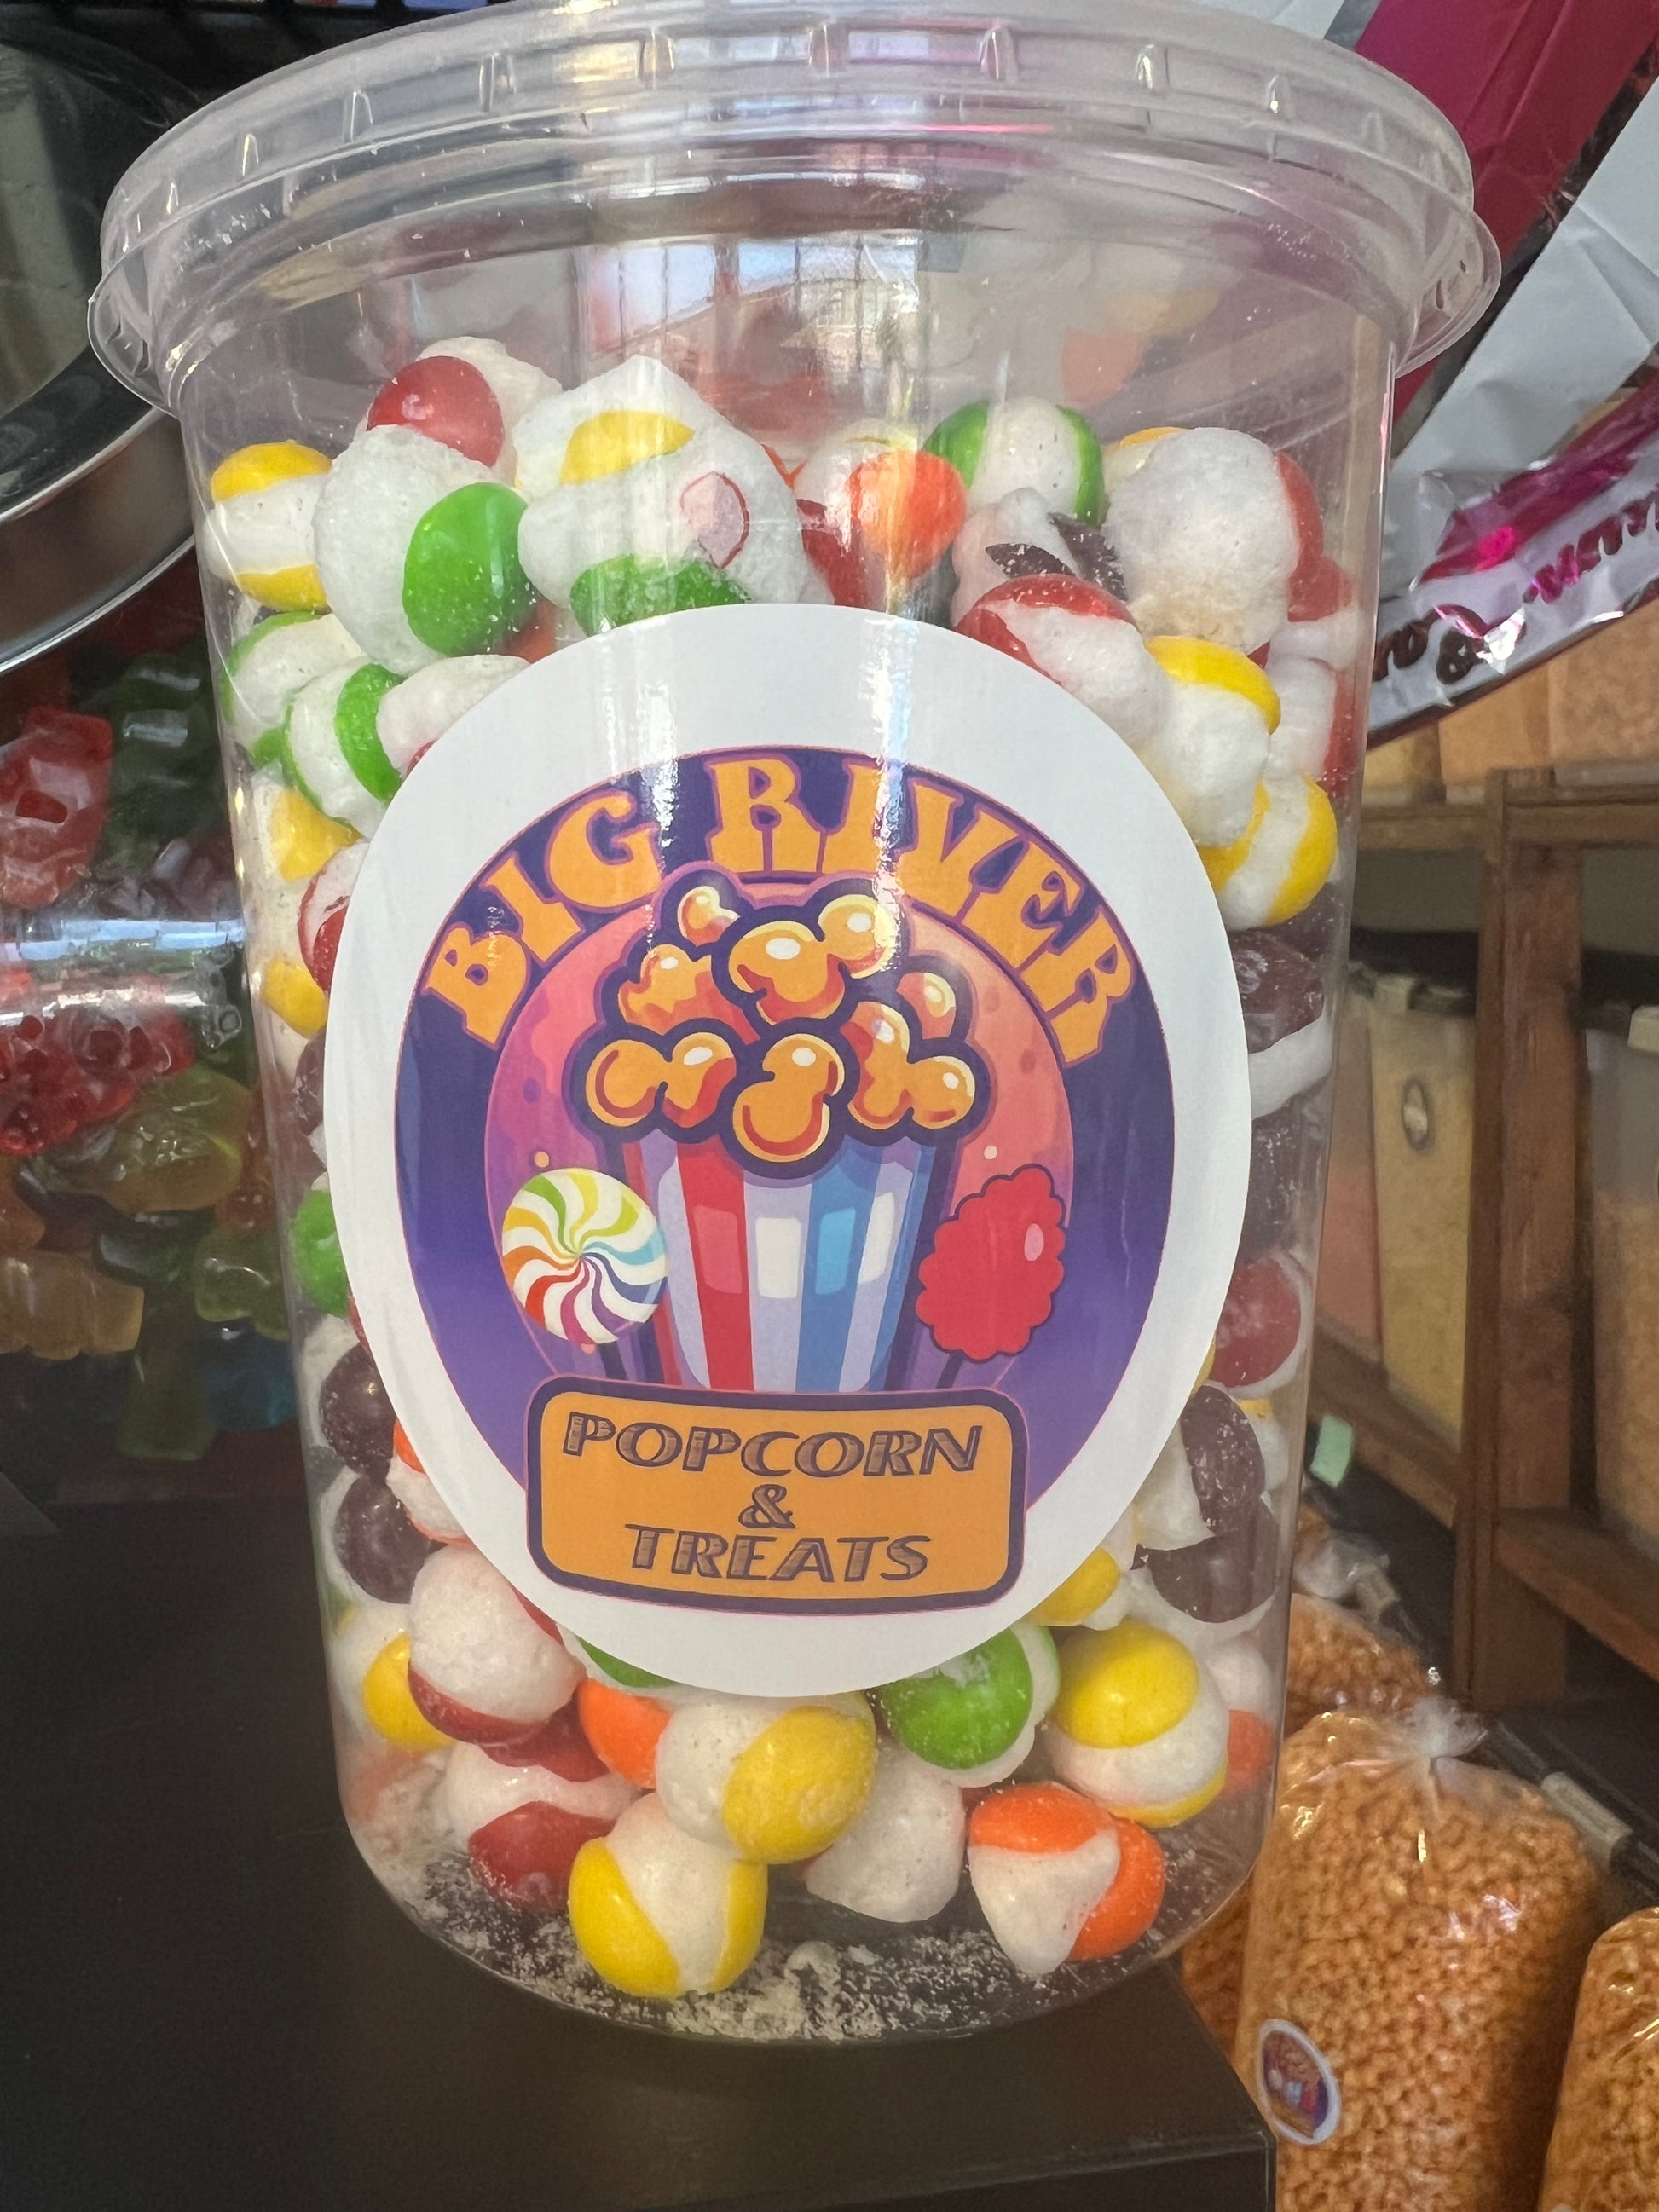 BIG RIVER
POPCORN
&
TREATS